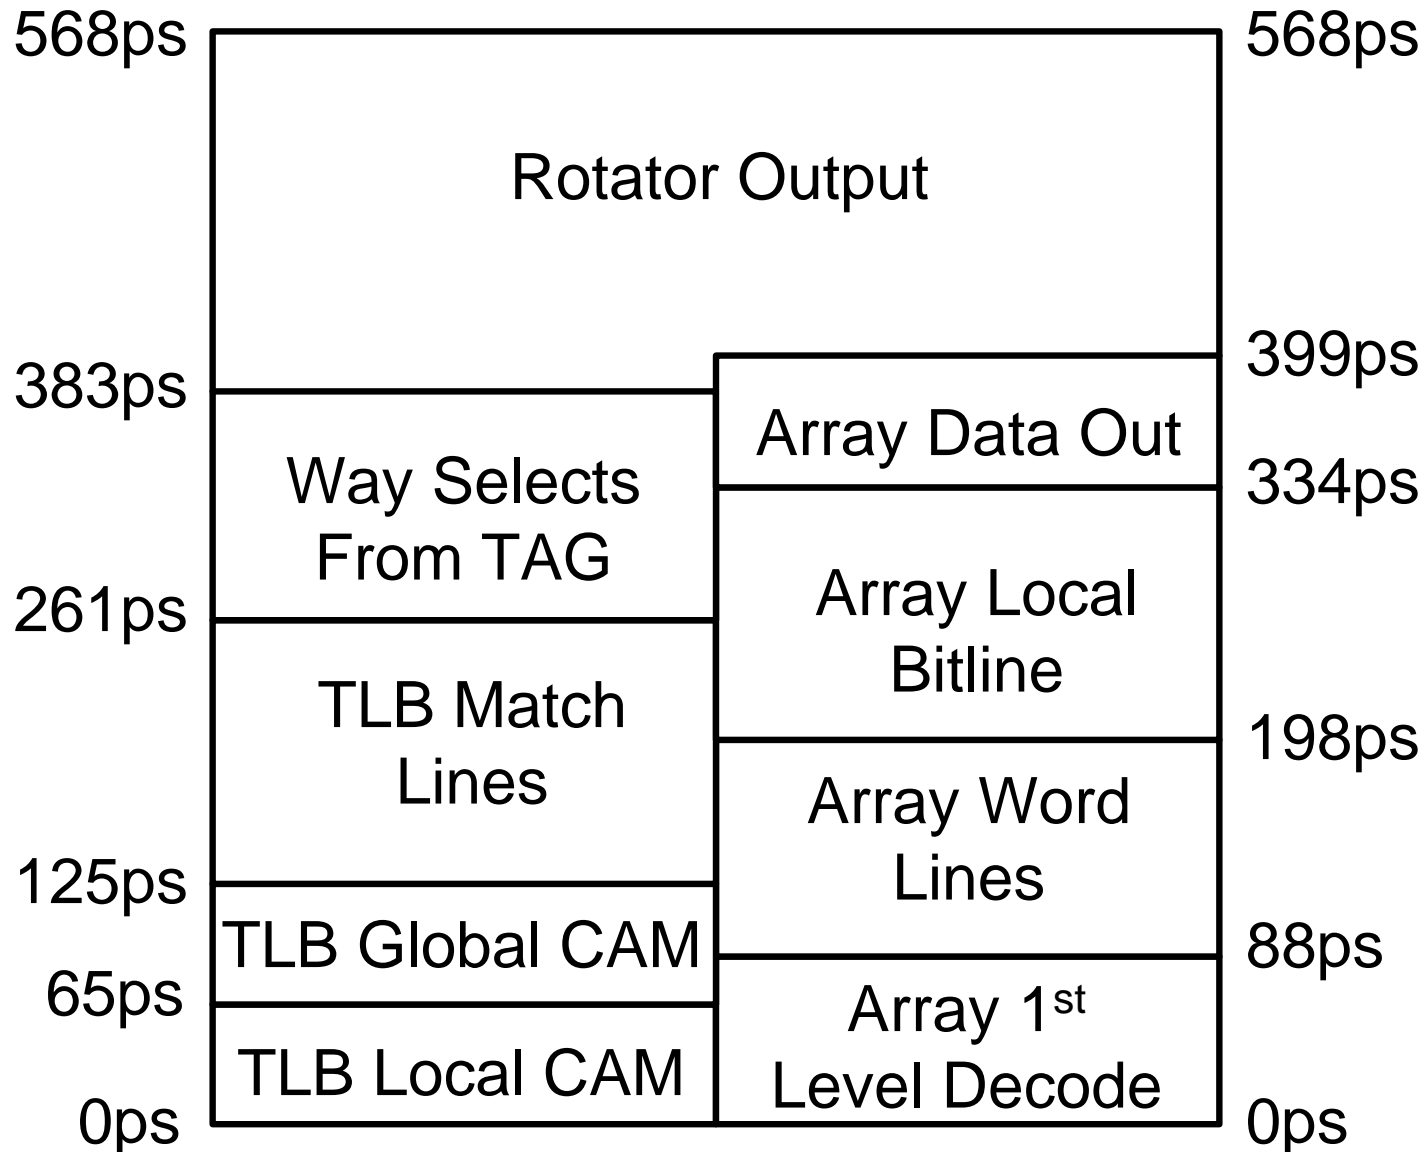 568ps
568ps
Rotator Output
399ps
383ps
Array Data Out
Way Selects
From TAG
334ps
261ps
Array Local
Bitline
TLB Match
Lines
198ps
Array Word
Lines
125ps
TLB Global CAM
88ps
65ps
Array 1st
Level Decode
TLB Local CAM
0ps
0ps